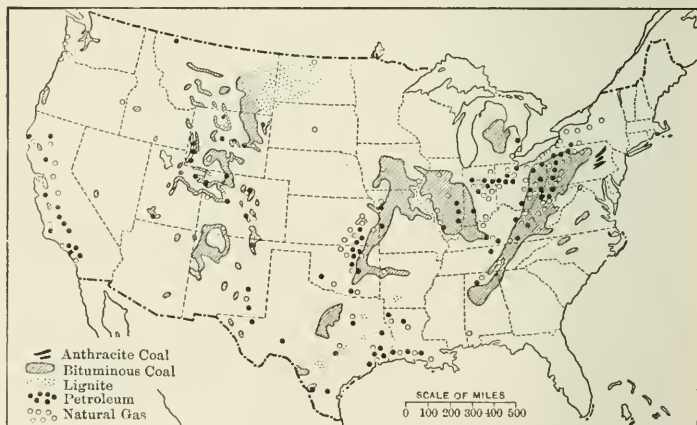 Anthracite Coal
Bituminous Coal
Lignite
Petroleum
Natural Gas
SCALE OF MILES
0 100 200 300 400 500